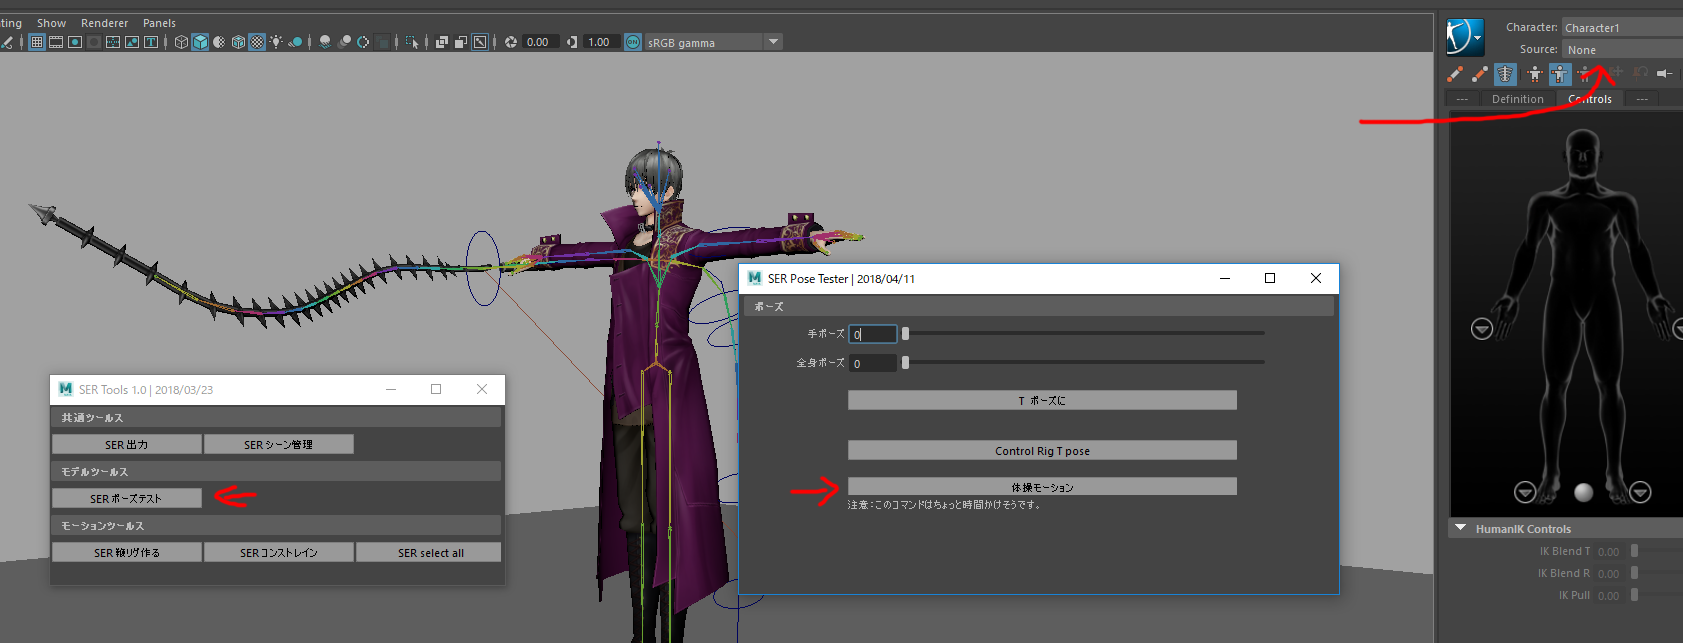 ting Show Renderer Panels
0.00 1.00 ON sRGB gamma
Character: Character1
Source: None
--- Definition Controls ---
SER Pose Tester | 2018/04/11
ポーズ
手ポーズ 0
全身ポーズ 0
T ポーズに
Control Rig T pose
体操モーション
注意：このコマンドはちょっと時間かけそうです。
SER Tools 1.0 | 2018/03/23
共通ツールス
SER 出力 SER シーン管理
モデルツールス
SER ポーズテスト
モーションツールス
SER 鞭リグ作る SER コンストレイン SER select all
HumanIK Controls
IK Blend T 0.00
IK Blend R 0.00
IK Pull 0.00